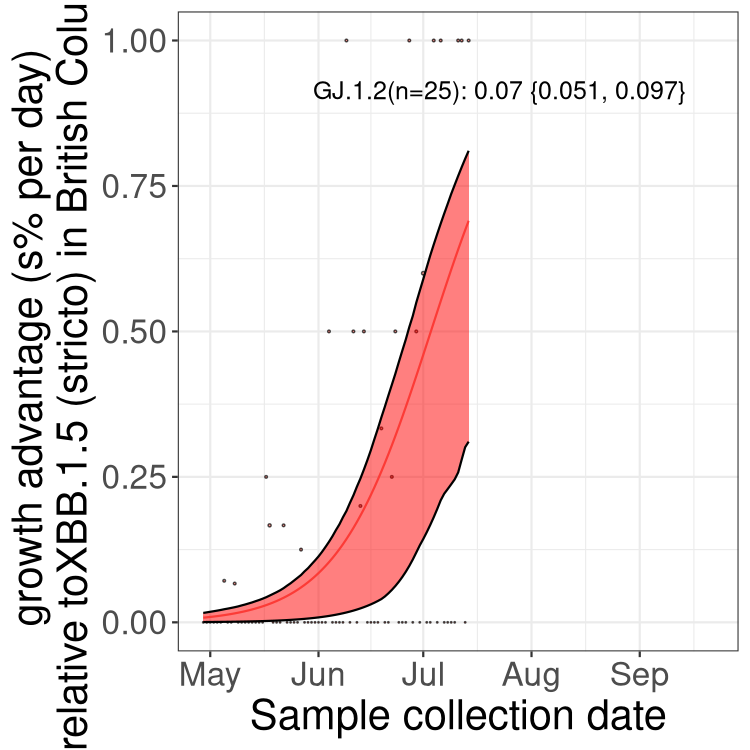 growth advantage (s% per day)
relative toXBB.1.5 (stricto) in British Colu
1.00
0.75
0.50
0.25
0.00
GJ.1.2(n=25): 0.07 {0.051, 0.097}
May Jun Jul Aug Sep
Sample collection date